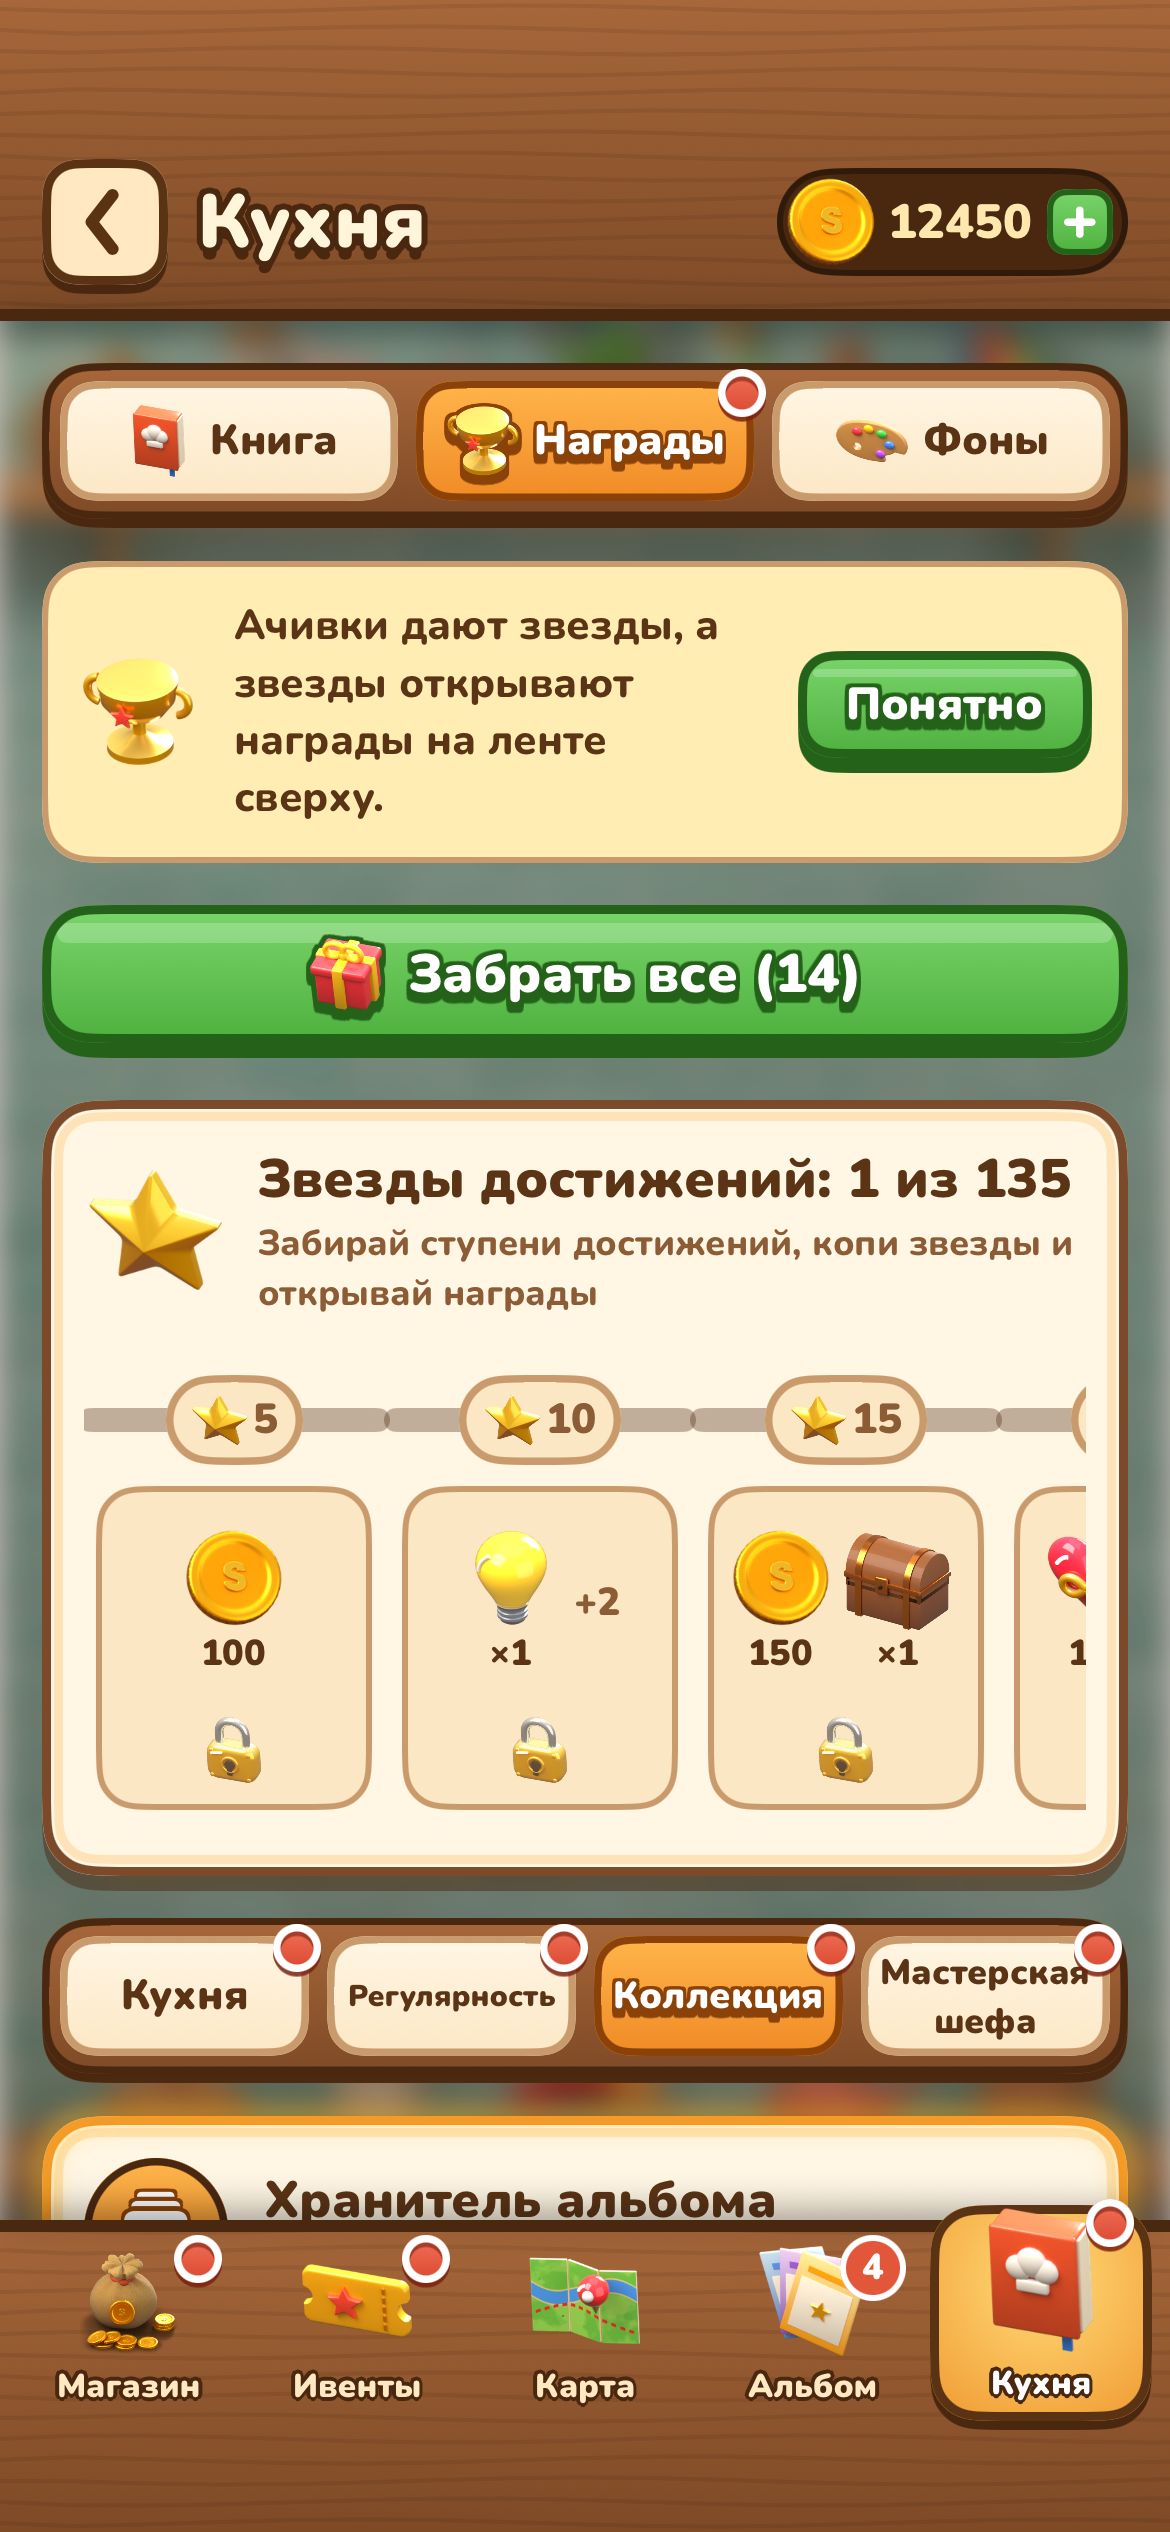 Кухня
12450
Книга
Награды
Фоны
Ачивки дают звезды, а
звезды открывают
награды на ленте
сверху.
Понятно
Забрать все (14)
Звезды достижений: 1 из 135
Забирай ступени достижений, копи звезды и
открывай награды
5
10
15
S
100
×1
+2
S
150
×1
1
Кухня
Регулярность
Коллекция
Мастерская
шефа
Хранитель альбома
Магазин
Ивенты
Карта
4
Альбом
Кухня